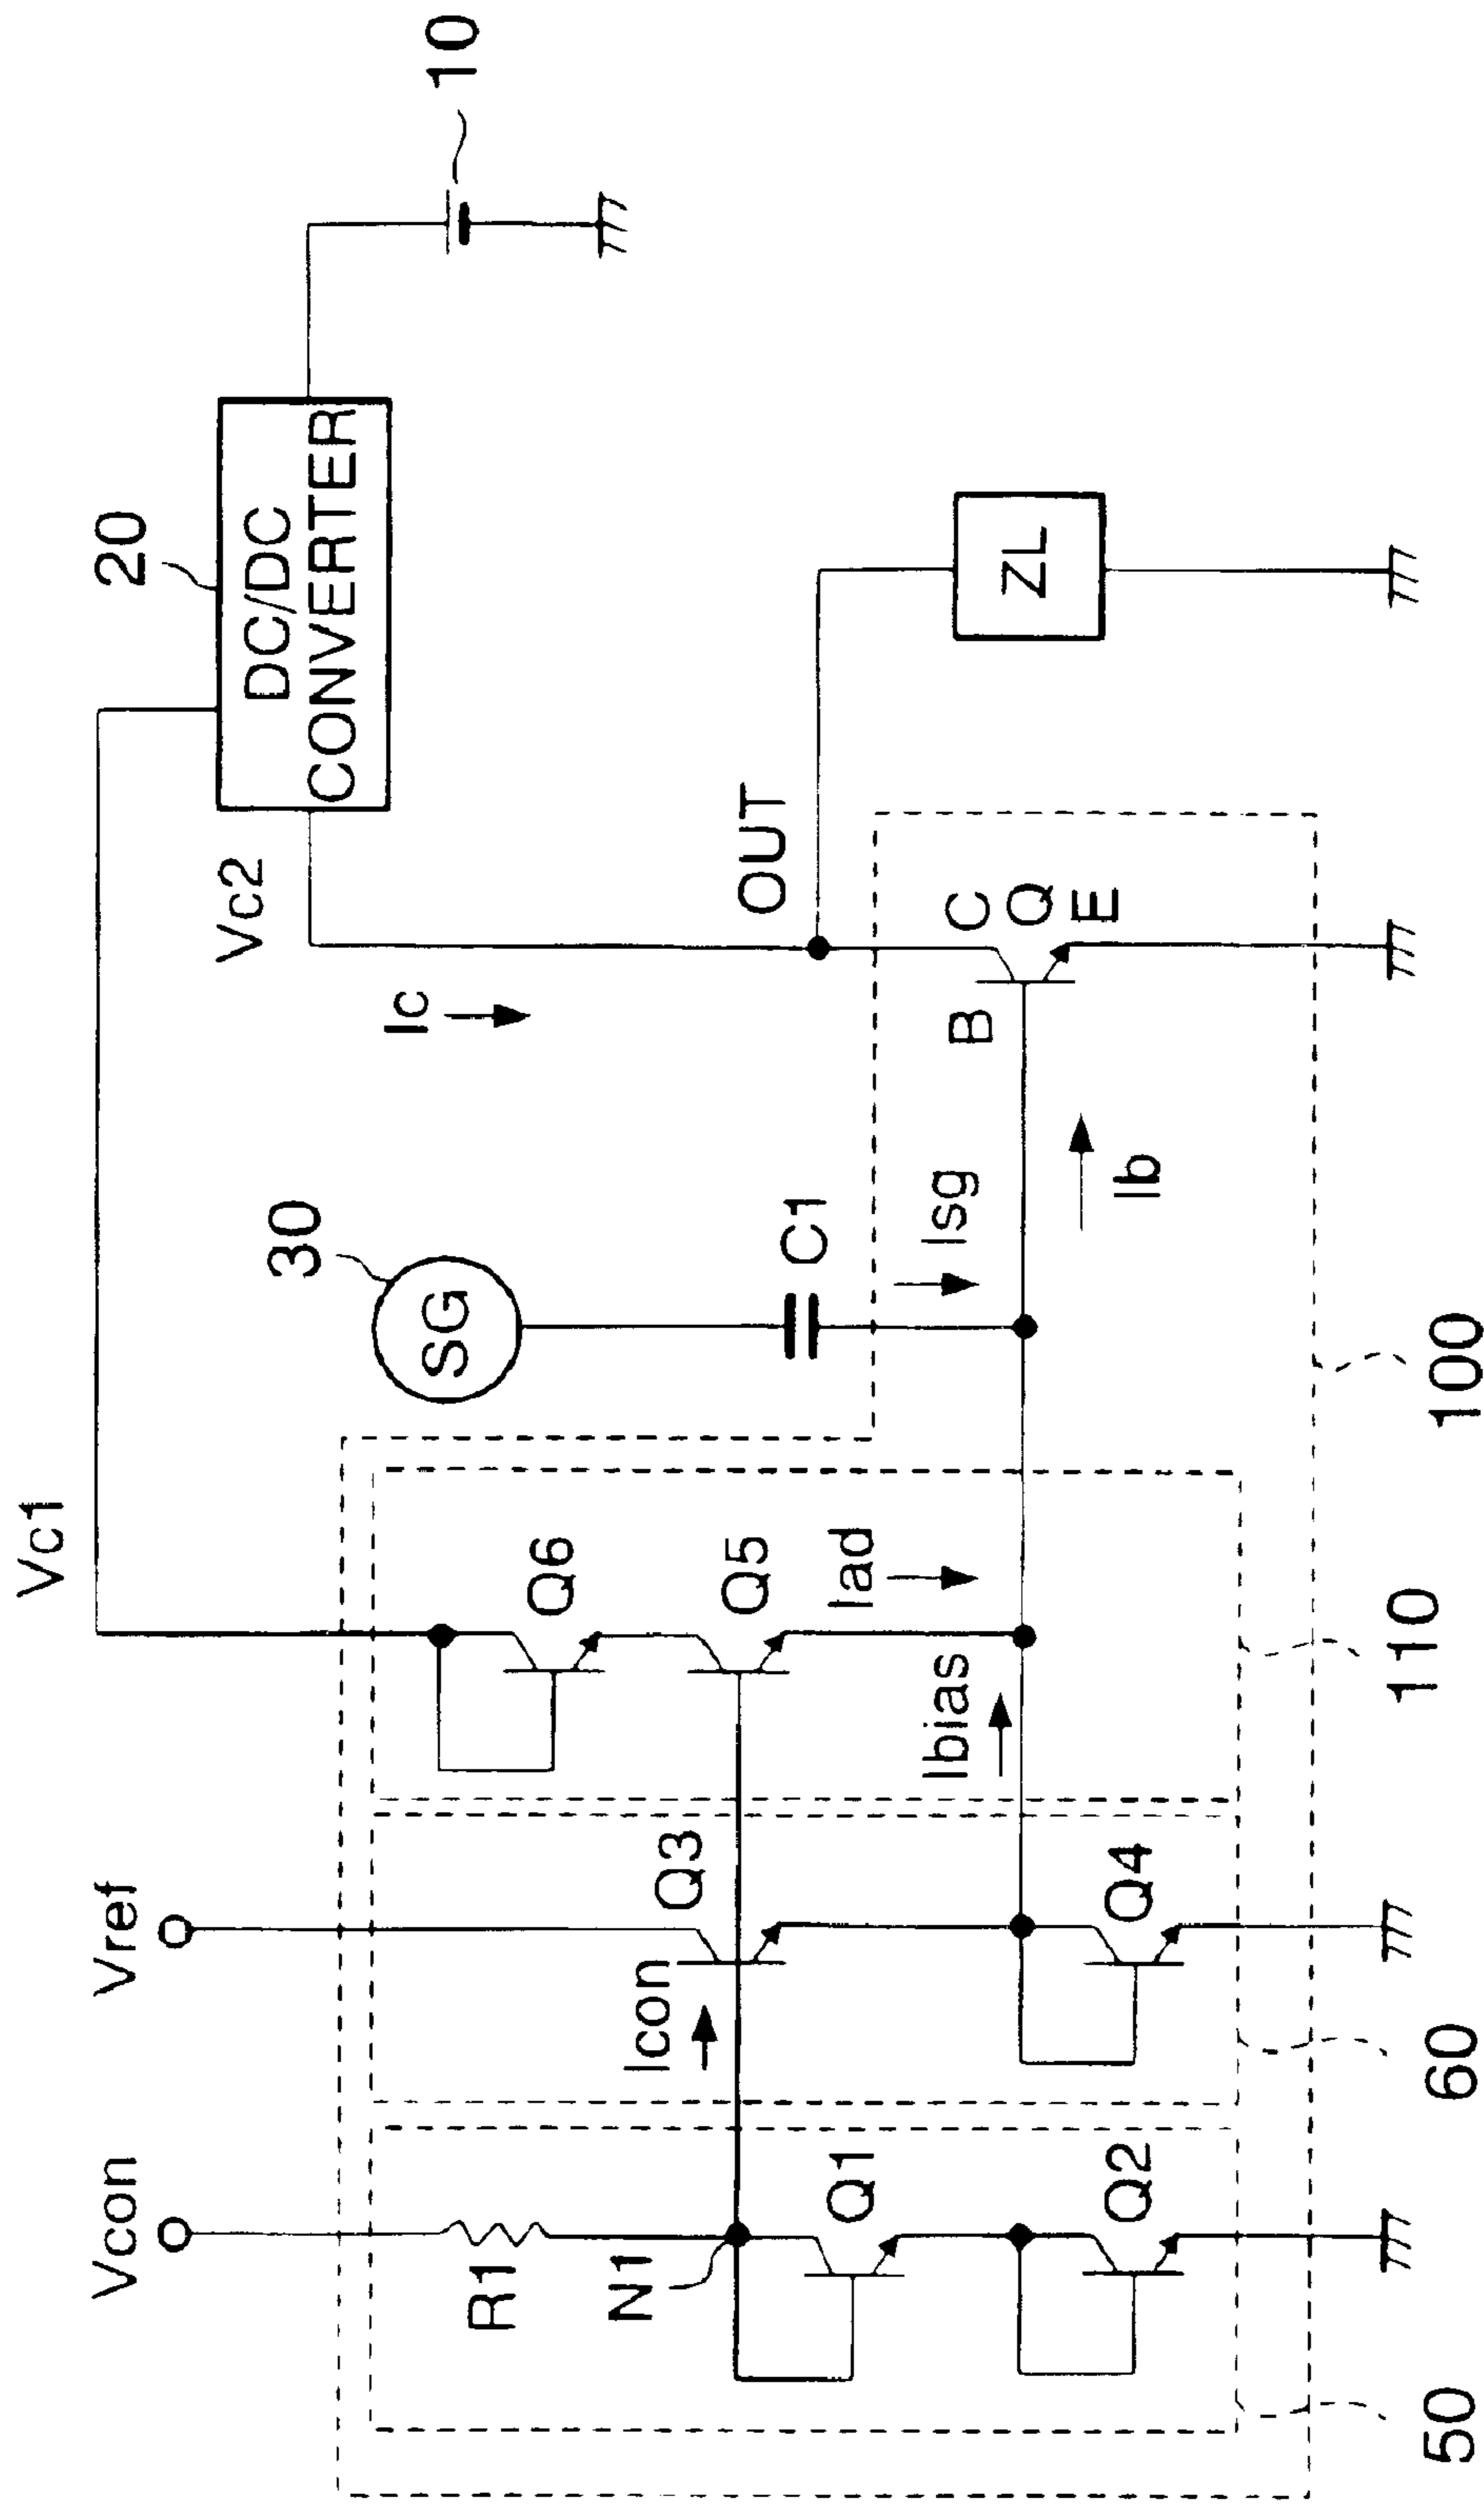 Vc1
20
10
DC/DC
CONVERTER
Vcon
Vref
30
Vc2
SG
Ic
R1
Q6
N1
Icon
Q3
Q5
C1
OUT
Q1
Iad
Ibias
Isg
B
C
Q
E
ZL
Q2
Q4
Ib
50
60
110
100